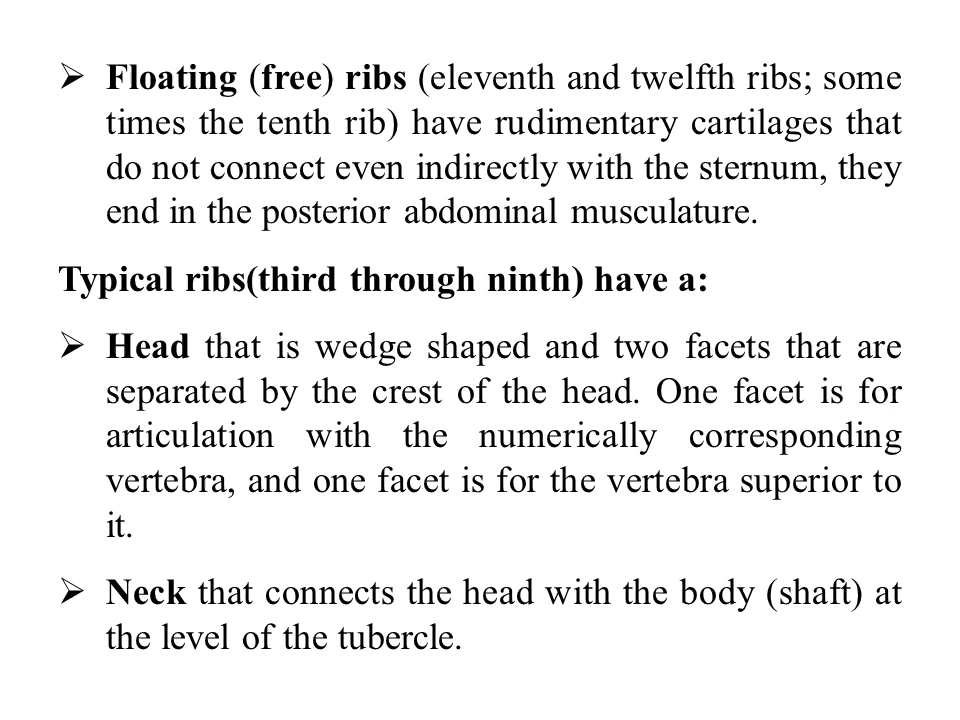 ➢ Floating (free) ribs (eleventh and twelfth ribs; some
times the tenth rib) have rudimentary cartilages that
do not connect even indirectly with the sternum, they
end in the posterior abdominal musculature.
Typical ribs(third through ninth) have a:
➢ Head that is wedge shaped and two facets that are
separated by the crest of the head. One facet is for
articulation with the numerically corresponding
vertebra, and one facet is for the vertebra superior to
it.
➢ Neck that connects the head with the body (shaft) at
the level of the tubercle.